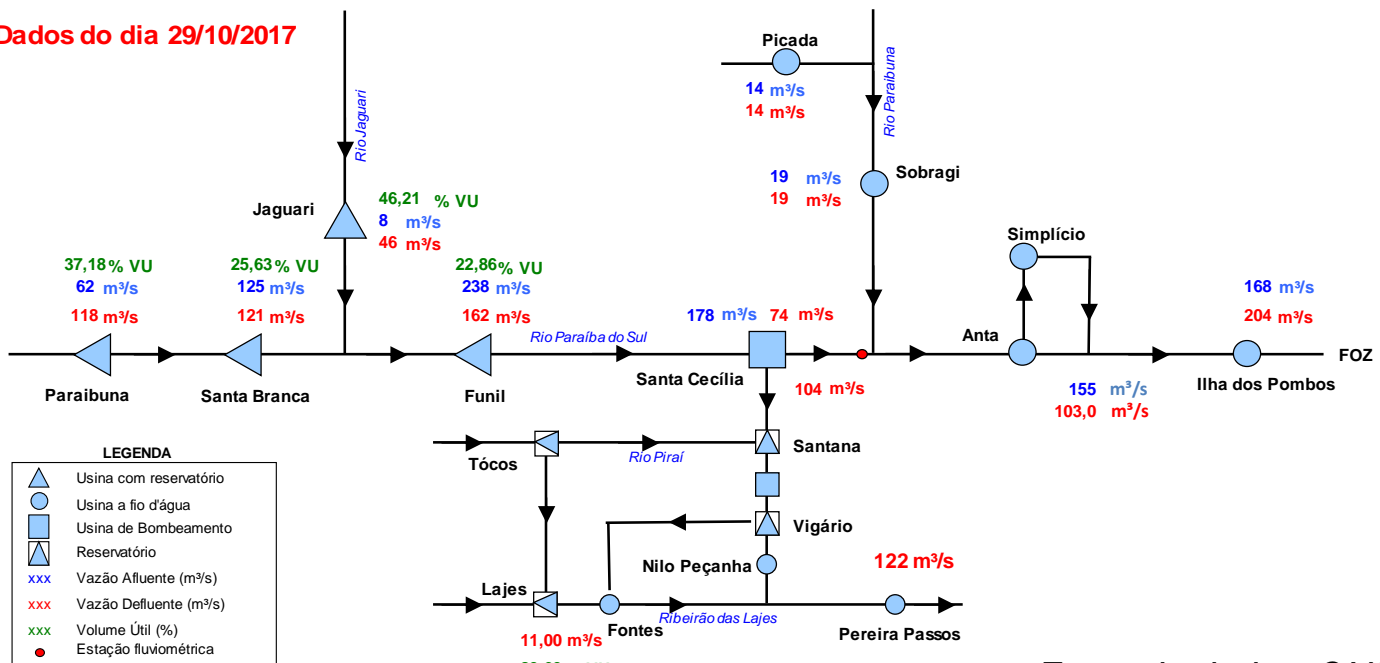 Dados do dia 29/10/2017
Picada
14 m³/s
14 m³/s
Rio Paraibuna
Rio Jaguari
19 m³/s
19 m³/s
Sobragi
Jaguari
46,21 % VU
8 m³/s
46 m³/s
Simplício
37,18 % VU
62 m³/s
118 m³/s
25,63 % VU
125 m³/s
121 m³/s
22,86 % VU
238 m³/s
162 m³/s
Rio Paraíba do Sul
178 m³/s 74 m³/s
168 m³/s
204 m³/s
Anta
FOZ
Paraibuna
Santa Branca
Funil
Santa Cecília
104 m³/s
155 m³/s
103,0 m³/s
Ilha dos Pombos
Tócos
Rio Piraí
Santana
Vigário
Nilo Peçanha
122 m³/s
Lajes
Fontes
Ribeirão das Lajes
Pereira Passos
11,00 m³/s
LEGENDA
Usina com reservatório
Usina a fio d'água
Usina de Bombeamento
Reservatório
xxx Vazão Afluente (m³/s)
xxx Vazão Defluente (m³/s)
xxx Volume Útil (%)
Estação fluviométrica